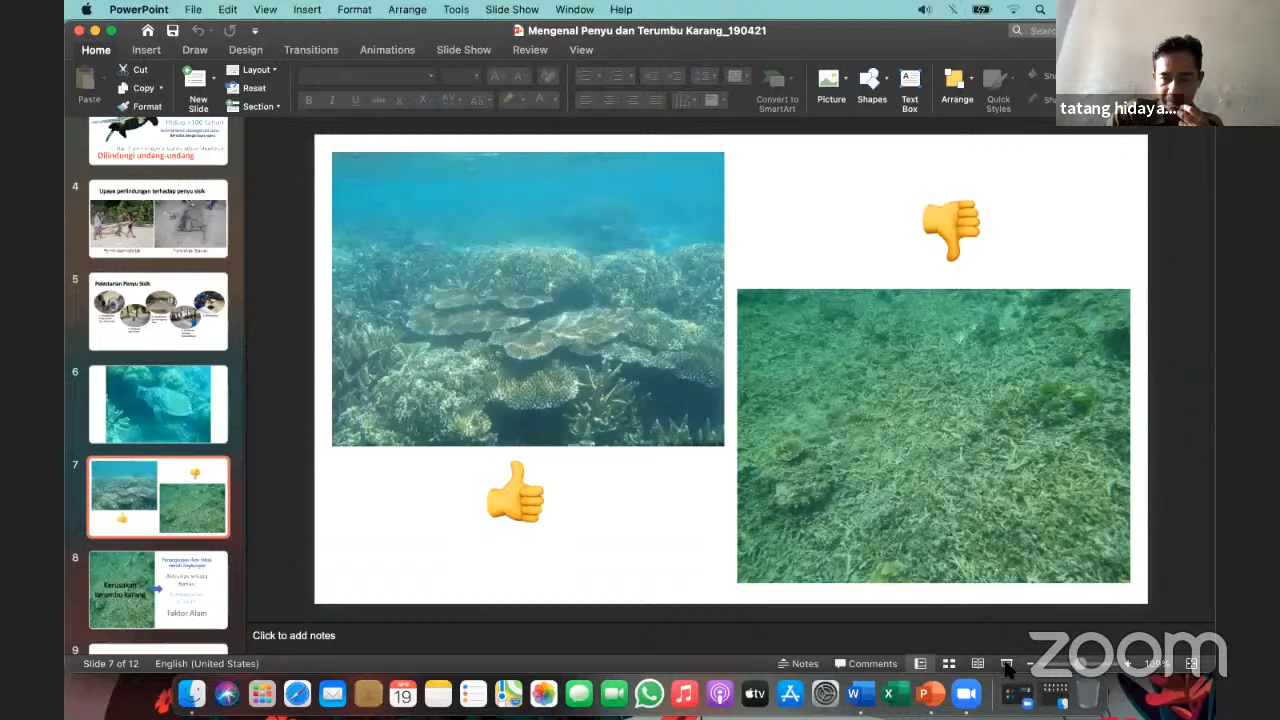 PowerPoint File Edit View Insert Format Arrange Tools Slide Show Window Help
Mengenal Penyu dan Terumbu Karang_190421
Home Insert Draw Design Transitions Animations Slide Show Review View
Paste
Cut
Copy
Format
New
Slide
Layout
Reset
Section
Convert to
SmartArt
Picture
Shapes
Text
Box
Arrange
Quick
Styles
tatang hidaya...
Dilindungi undang-undang
4
Upaya perlindungan terhadap penyu sisik
5
Pelestarian Penyu Sisik
6
7
8
Kerusakan
terumbu karang
Faktor Alam
9
Click to add notes
Slide 7 of 12 English (United States)
Notes Comments
109%
zoom
APR
19
tv